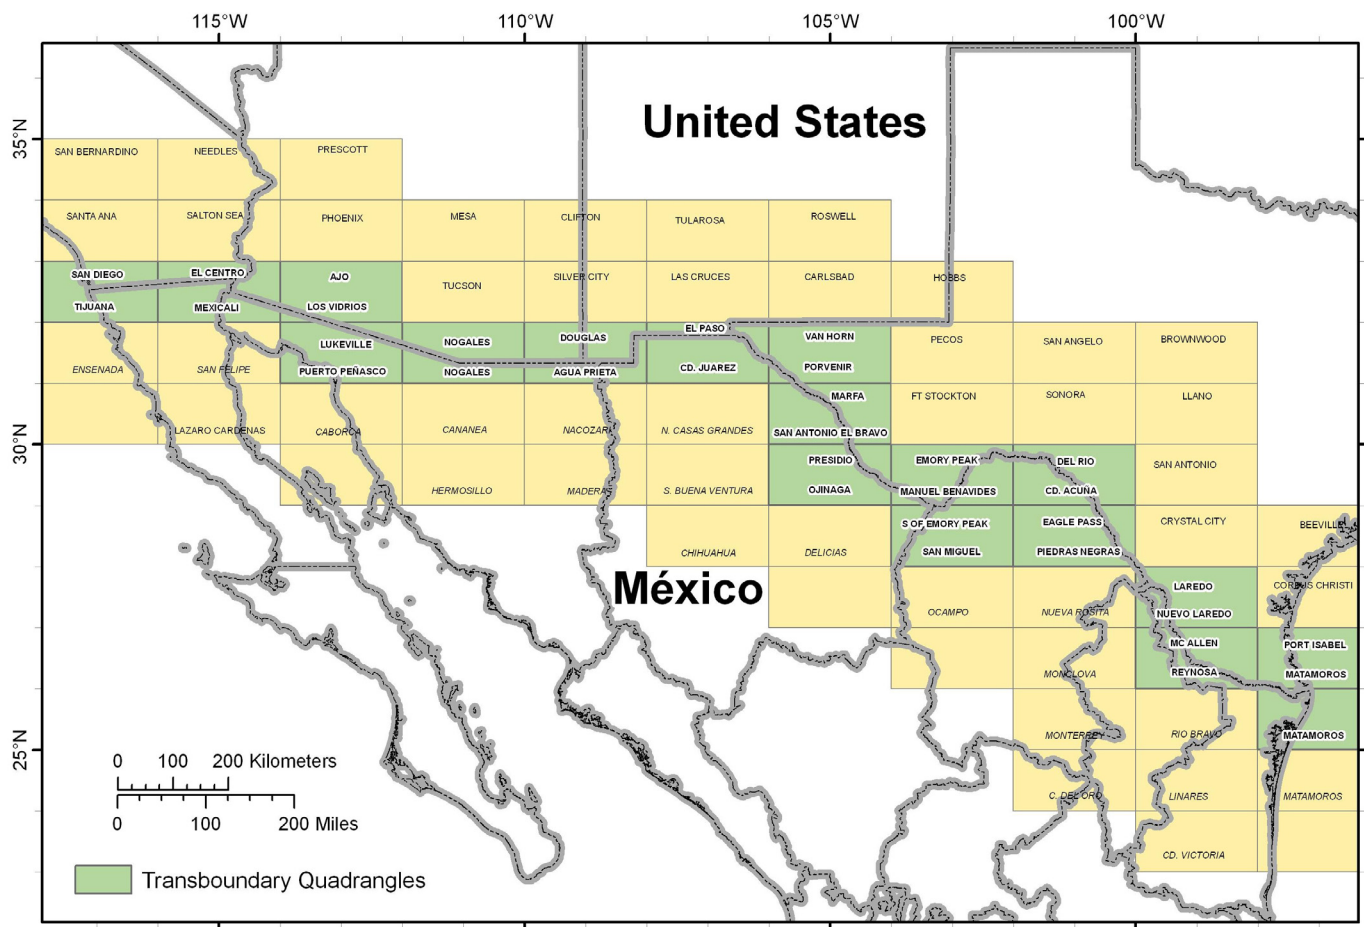 115°W 110°W 105°W 100°W
United States
35°N
SAN BERNARDINO NEEDLES PRESCOTT
SANTA ANA SALTON SEA PHOENIX MESA CLIFTON TULAROSA ROSWELL
SAN DIEGO EL CENTRO AJO TUCSON SILVER CITY LAS CRUCES CARLSBAD HOBBS
TIJUANA MEXICALI LOS VIDRIOS
LUKEVILLE NOGALES DOUGLAS EL PASO VAN HORN PECOS SAN ANGELO BROWNWOOD
ENSENADA SAN FELIPE PUERTO PEÑASCO NOGALES AGUA PRIETA CD. JUAREZ PORVENIR
MARFA FT STOCKTON SONORA LLANO
LAZARO CARDENAS CABORCA CANANEA NACOZARI N. CASAS GRANDES SAN ANTONIO EL BRAVO
30°N
PRESIDIO EMORY PEAK DEL RIO SAN ANTONIO
HERMOSILLO MADERAS S. BUENA VENTURA OJINAGA MANUEL BENAVIDES CD. ACUÑA
S OF EMORY PEAK EAGLE PASS CRYSTAL CITY BEEVILLE
CHIHUAHUA DELICIAS SAN MIGUEL PIEDRAS NEGRAS
México
LAREDO CORPUS CHRISTI
OCAMPO NUEVA ROSITA NUEVO LAREDO
MC ALLEN PORT ISABEL
MONCLOVA REYNOSA MATAMOROS
MONTERREY RIO BRAVO MATAMOROS
25°N
C. DEL ORO LINARES MATAMOROS
CD. VICTORIA
0 100 200 Kilometers
0 100 200 Miles
Transboundary Quadrangles